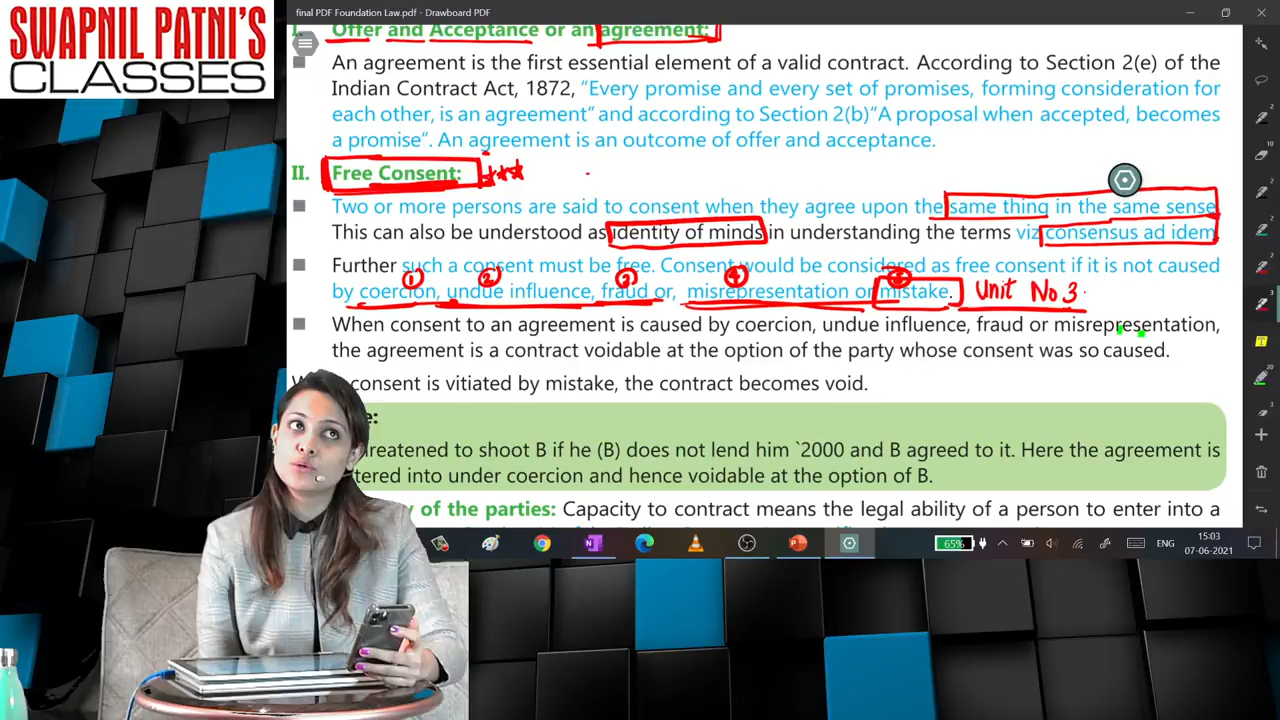 SWAPNIL PATNI'S
CLASSES
final PDF Foundation Law.pdf - Drawboard PDF
I. Offer and Acceptance or an agreement:
An agreement is the first essential element of a valid contract. According to Section 2(e) of the
Indian Contract Act, 1872, "Every promise and every set of promises, forming consideration for
each other, is an agreement" and according to Section 2(b)"A proposal when accepted, becomes
a promise". An agreement is an outcome of offer and acceptance.
II. Free Consent:
Two or more persons are said to consent when they agree upon the same thing in the same sense
This can also be understood as identity of minds in understanding the terms viz consensus ad idem
Further such a consent must be free. Consent would be considered as free consent if it is not caused
1 2 3 4
by coercion, undue influence, fraud or, misrepresentation or mistake. Unit No 3
When consent to an agreement is caused by coercion, undue influence, fraud or misrepresentation,
the agreement is a contract voidable at the option of the party whose consent was so caused.
consent is vitiated by mistake, the contract becomes void.
e:
hreatened to shoot B if he (B) does not lend him `2000 and B agreed to it. Here the agreement is
tered into under coercion and hence voidable at the option of B.
y of the parties: Capacity to contract means the legal ability of a person to enter into a
65%
ENG
15:03
07-06-2021